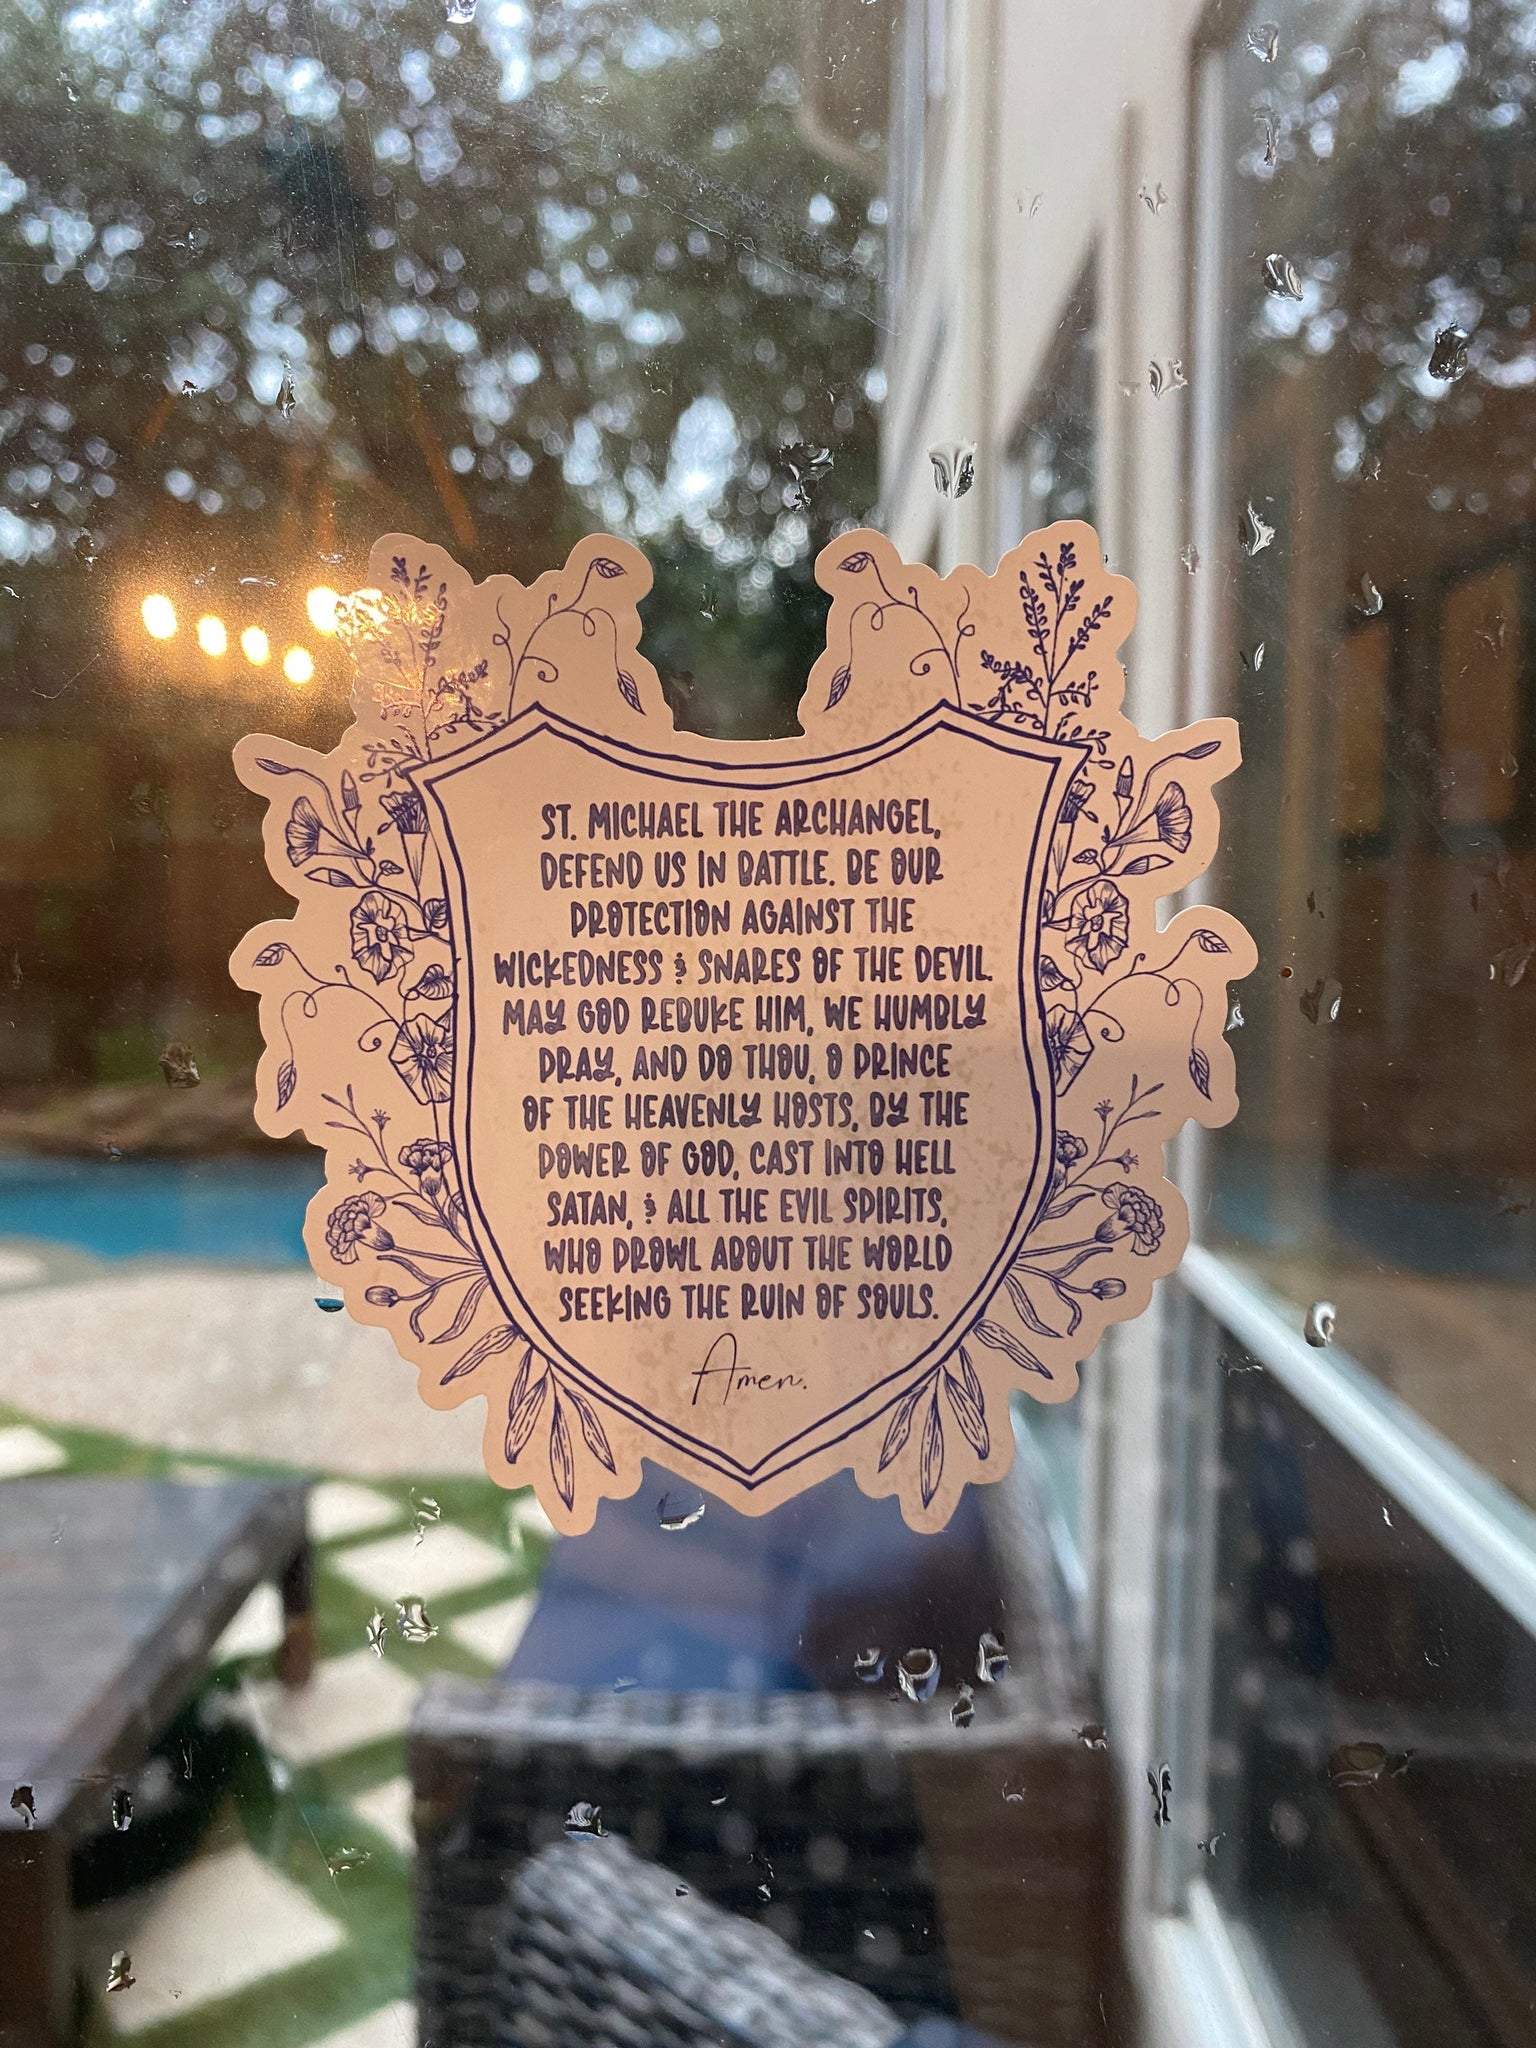 ST. MICHAEL THE ARCHANGEL,
DEFEND US IN BATTLE. BE OUR
PROTECTION AGAINST THE
WICKEDNESS & SNARES OF THE DEVIL.
MAY GOD REBUKE HIM, WE HUMBLY
PRAY, AND DO THOU, O PRINCE
OF THE HEAVENLY HOSTS, BY THE
POWER OF GOD, CAST INTO HELL
SATAN, & ALL THE EVIL SPIRITS,
WHO PROWL ABOUT THE WORLD
SEEKING THE RUIN OF SOULS.
Amen.